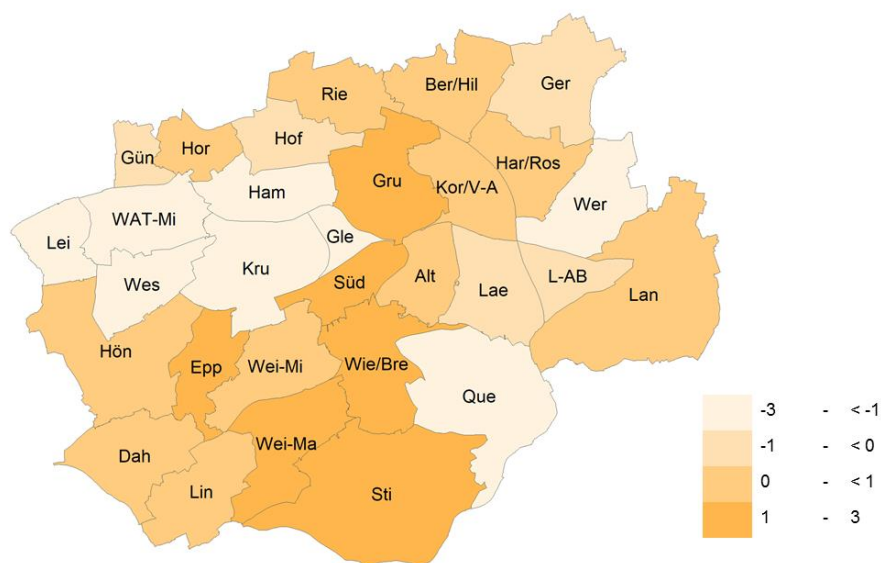 Rie
Ber/Hil
Ger
Gün
Hor
Hof
Har/Ros
Gru
Kor/V-A
Ham
Wer
WAT-Mi
Lei
Gle
Kru
Wes
Süd
Alt
Lae
L-AB
Lan
Hön
Epp
Wei-Mi
Wie/Bre
Que
Wei-Ma
Dah
Lin
Sti
-3 - < -1
-1 - < 0
0 - < 1
1 - 3